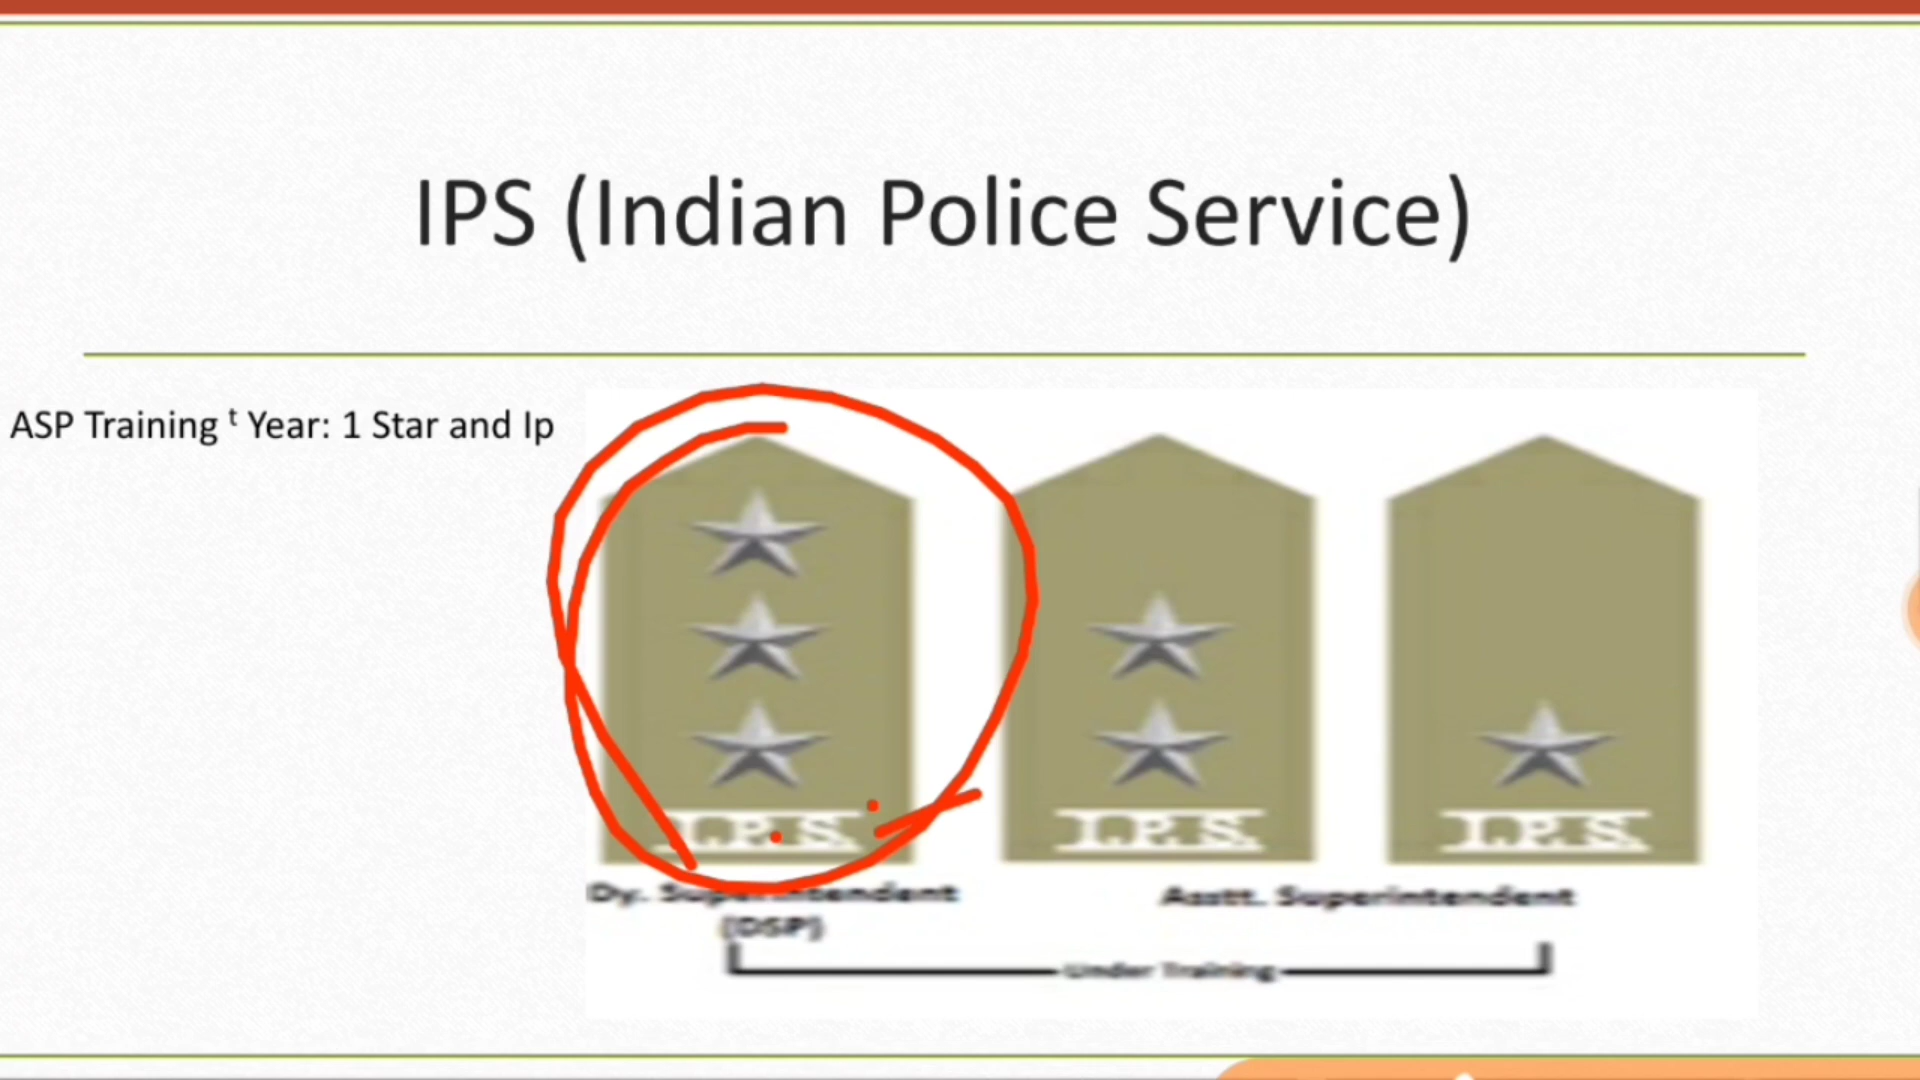 IPS (Indian Police Service)
ASP Training t Year: 1 Star and Ip
I.P.S. I.P.S. I.P.S.
Dy. Superintendent Asstt. Superintendent
(DSP)
Under Training